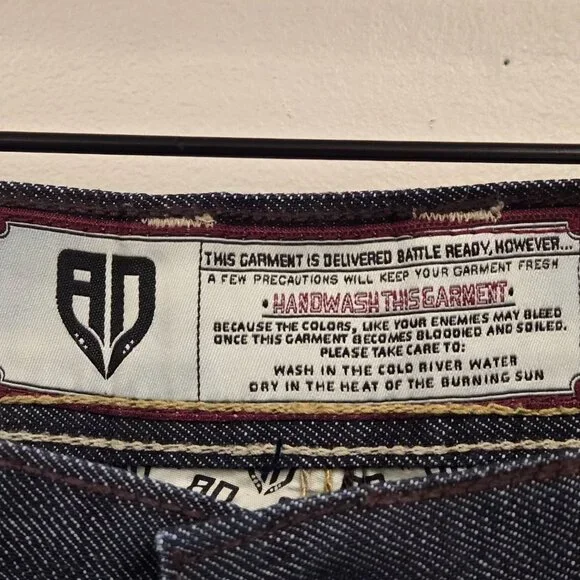 AD
THIS GARMENT IS DELIVERED BATTLE READY, HOWEVER...
A FEW PRECAUTIONS WILL KEEP YOUR GARMENT FRESH
• HANDWASH THIS GARMENT •
BECAUSE THE COLORS, LIKE YOUR ENEMIES MAY BLEED
ONCE THIS GARMENT BECOMES BLOODIED AND SOILED.
PLEASE TAKE CARE TO:
WASH IN THE COLD RIVER WATER
DRY IN THE HEAT OF THE BURNING SUN
AD